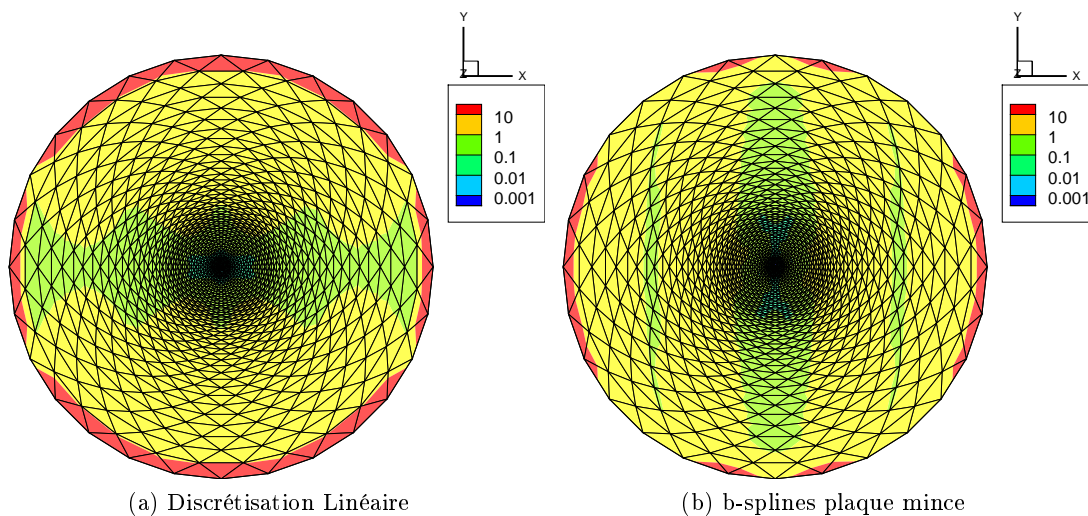 Y
Z
X
10
1
0.1
0.01
0.001
Y
Z
X
10
1
0.1
0.01
0.001
(a) Discrétisation Linéaire
(b) b-splines plaque mince